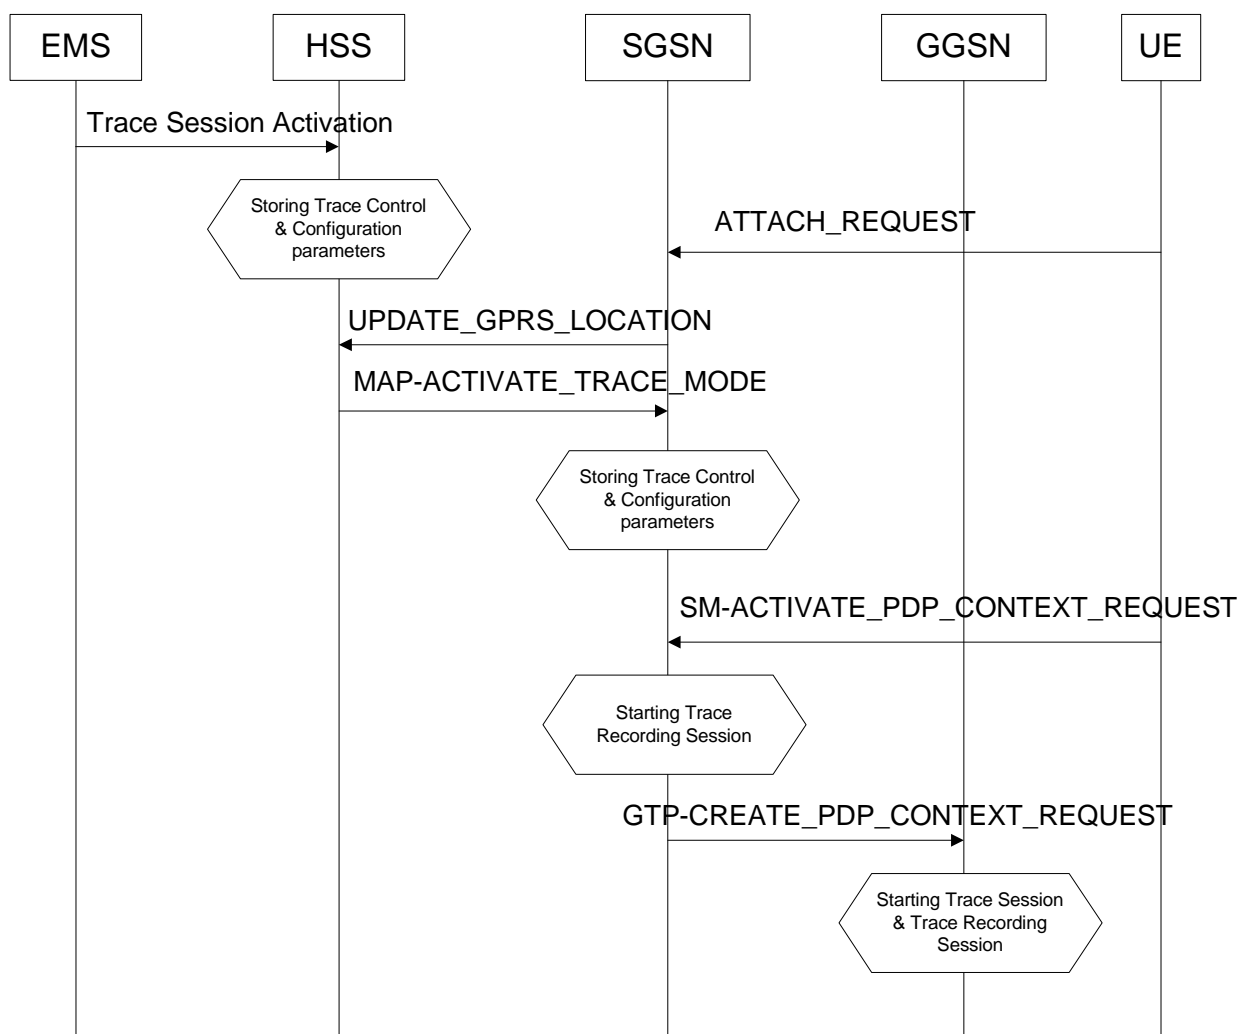 EMS
HSS
SGSN
GGSN
UE
Trace Session Activation
Storing Trace Control
& Configuration
parameters
ATTACH_REQUEST
UPDATE_GPRS_LOCATION
MAP-ACTIVATE_TRACE_MODE
Storing Trace Control
& Configuration
parameters
SM-ACTIVATE_PDP_CONTEXT_REQUEST
Starting Trace
Recording Session
GTP-CREATE_PDP_CONTEXT_REQUEST
Starting Trace Session
& Trace Recording
Session